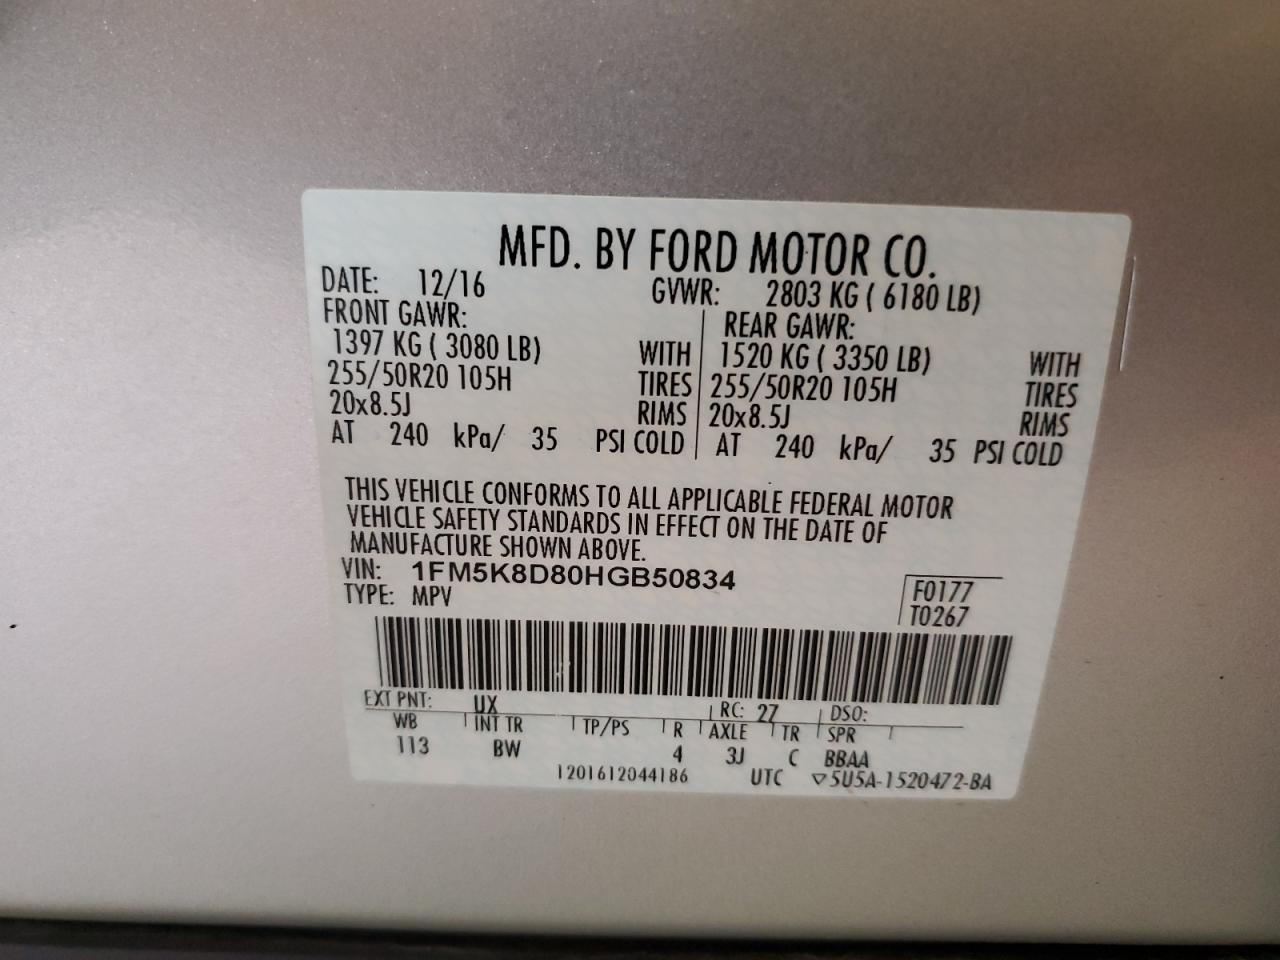 MFD. BY FORD MOTOR CO.
DATE: 12/16 GVWR: 2803 KG ( 6180 LB)
FRONT GAWR: REAR GAWR:
1397 KG ( 3080 LB) WITH 1520 KG ( 3350 LB) WITH
255/50R20 105H TIRES 255/50R20 105H TIRES
20x8.5J RIMS 20x8.5J RIMS
AT 240 kPa/ 35 PSI COLD AT 240 kPa/ 35 PSI COLD
THIS VEHICLE CONFORMS TO ALL APPLICABLE FEDERAL MOTOR
VEHICLE SAFETY STANDARDS IN EFFECT ON THE DATE OF
MANUFACTURE SHOWN ABOVE.
VIN: 1FM5K8D80HGB50834
TYPE: MPV
F0177
T0267
EXT PNT: UX RC: 27 DSO:
WB INT TR TP/PS R AXLE TR SPR
113 BW 4 3J C BBAA
1201612044186 UTC ▽5U5A-1520472-BA